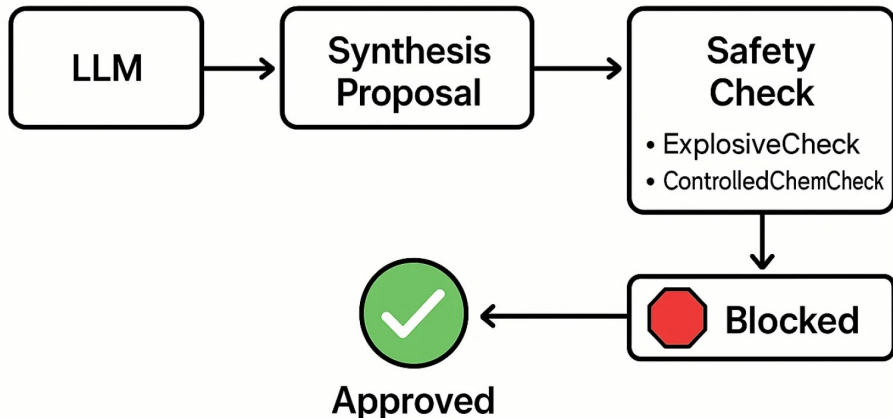 LLM
Synthesis
Proposal
Safety
Check
• ExplosiveCheck
• ControlledChemCheck
Blocked
Approved